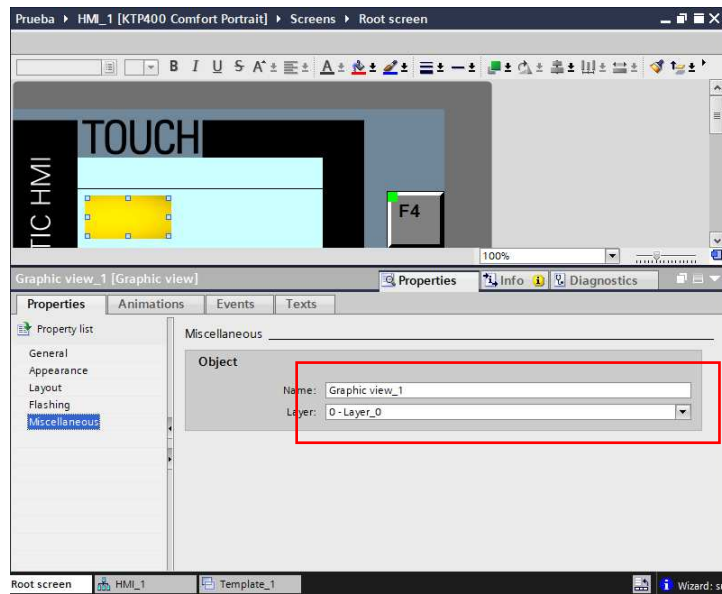 Prueba ▸ HMI_1 [KTP400 Comfort Portrait] ▸ Screens ▸ Root screen
B I U S A A
TOUCH
TIC HMI
F4
100%
Graphic view_1 [Graphic view]
Properties Info Diagnostics
Properties Animations Events Texts
Property list
General
Appearance
Layout
Flashing
Miscellaneous
Miscellaneous
Object
Name: Graphic view_1
Layer: 0 - Layer_0
Root screen HMI_1 Template_1
Wizard: